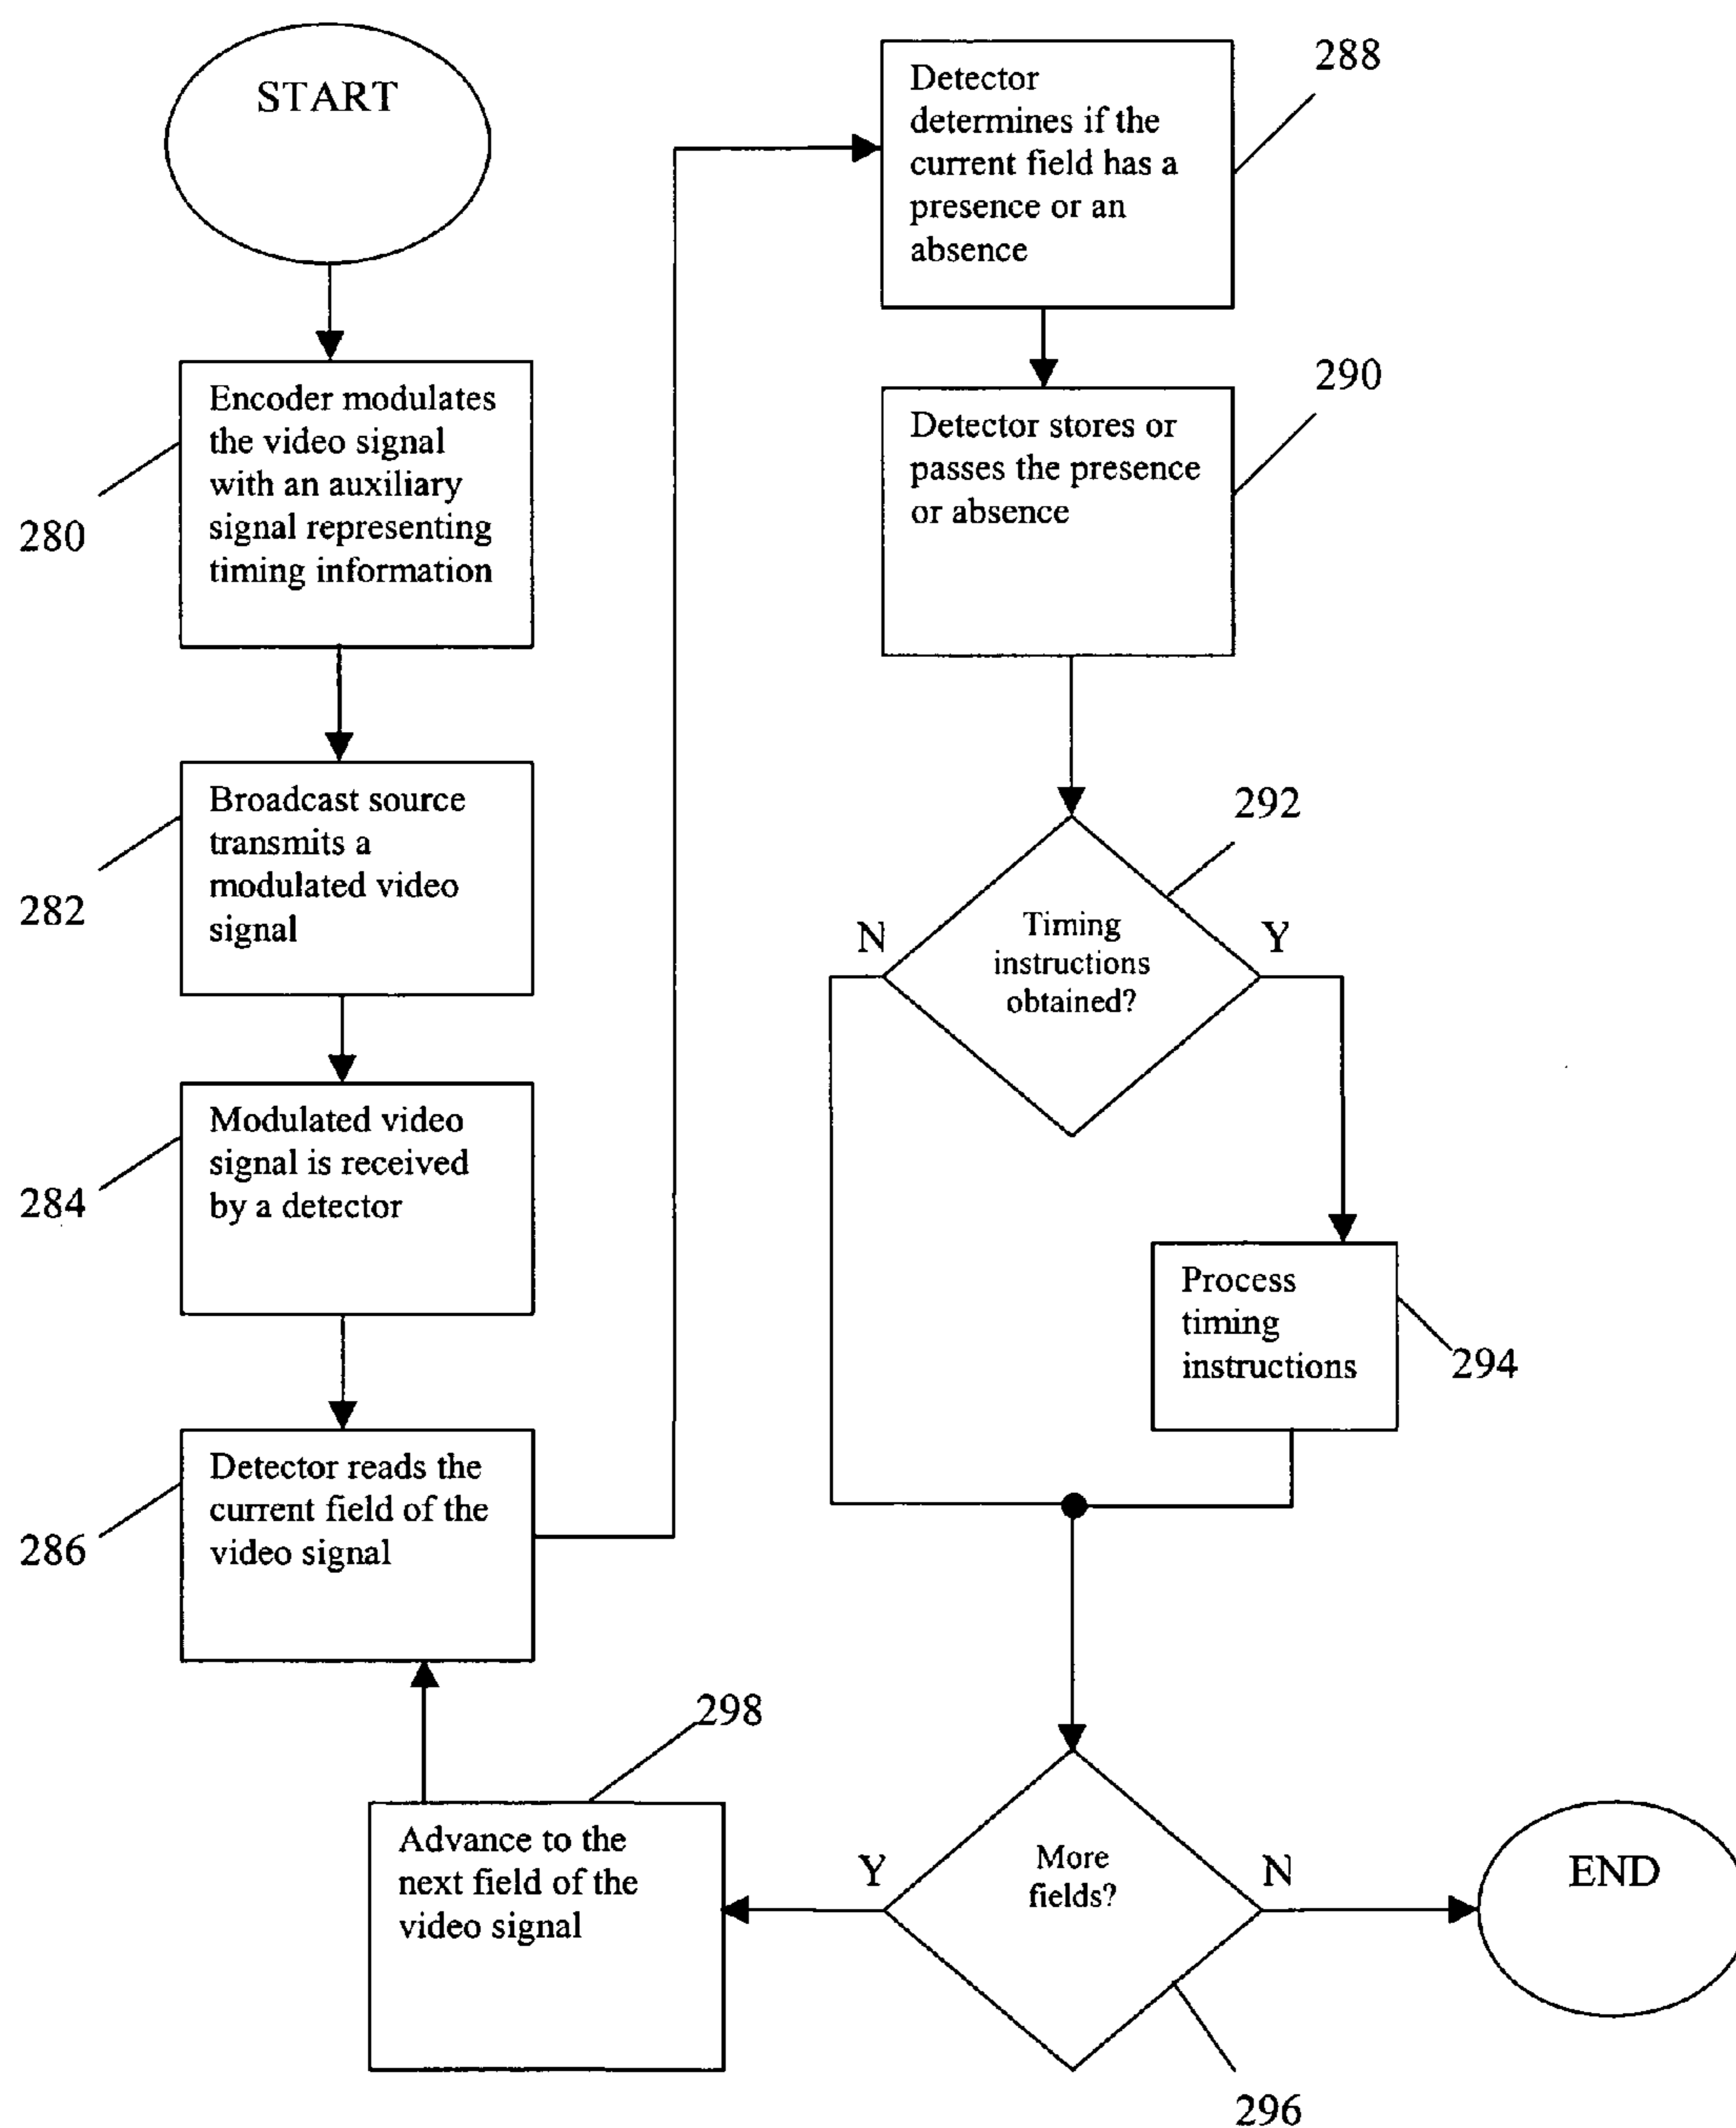 START
Encoder modulates
the video signal
with an auxiliary
signal representing
timing information
280
Broadcast source
transmits a
modulated video
signal
282
Modulated video
signal is received
by a detector
284
Detector reads the
current field of the
video signal
286
Detector
determines if the
current field has a
presence or an
absence
288
Detector stores or
passes the presence
or absence
290
Timing
instructions
obtained?
292
N
Y
Process
timing
instructions
294
More
fields?
296
Y
N
Advance to the
next field of the
video signal
298
END